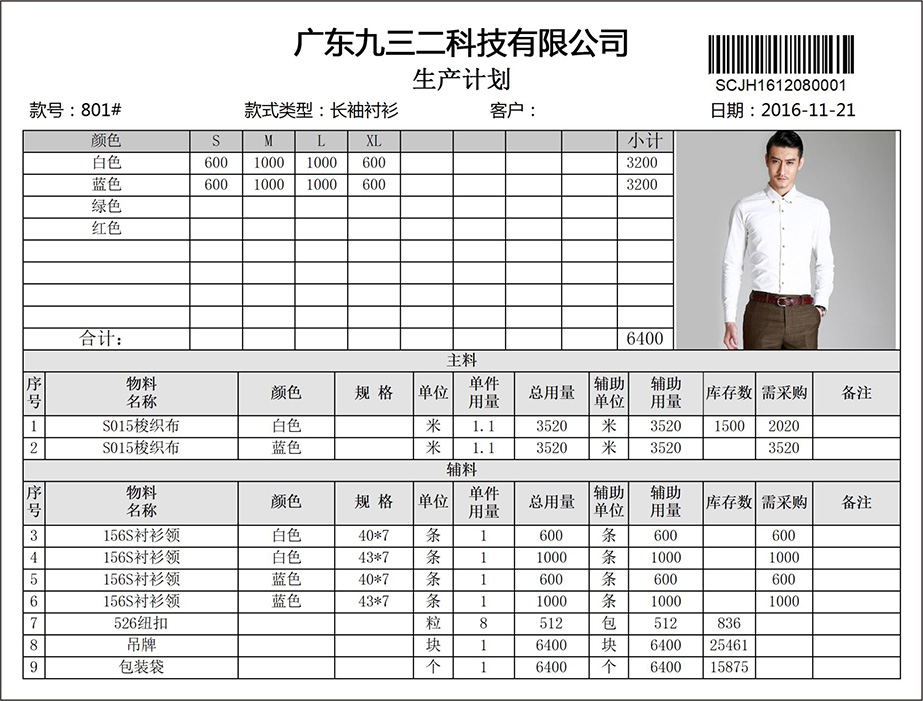 广东九三二科技有限公司
生产计划
SCJH1612080001
款号：801# 款式类型：长袖衬衫 客户： 日期：2016-11-21
颜色 S M L XL 小计
白色 600 1000 1000 600 3200
蓝色 600 1000 1000 600 3200
绿色
红色
合计： 6400
主料
序号 物料名称 颜色 规 格 单位 单件用量 总用量 辅助单位 辅助用量 库存数 需采购 备注
1 S015梭织布 白色 米 1.1 3520 米 3520 1500 2020
2 S015梭织布 蓝色 米 1.1 3520 米 3520 3520
辅料
序号 物料名称 颜色 规 格 单位 单件用量 总用量 辅助单位 辅助用量 库存数 需采购 备注
3 156S衬衫领 白色 40*7 条 1 600 条 600 600
4 156S衬衫领 白色 43*7 条 1 1000 条 1000 1000
5 156S衬衫领 蓝色 40*7 条 1 600 条 600 600
6 156S衬衫领 蓝色 43*7 条 1 1000 条 1000 1000
7 526纽扣 粒 8 512 包 512 836
8 吊牌 块 1 6400 块 6400 25461
9 包装袋 个 1 6400 个 6400 15875